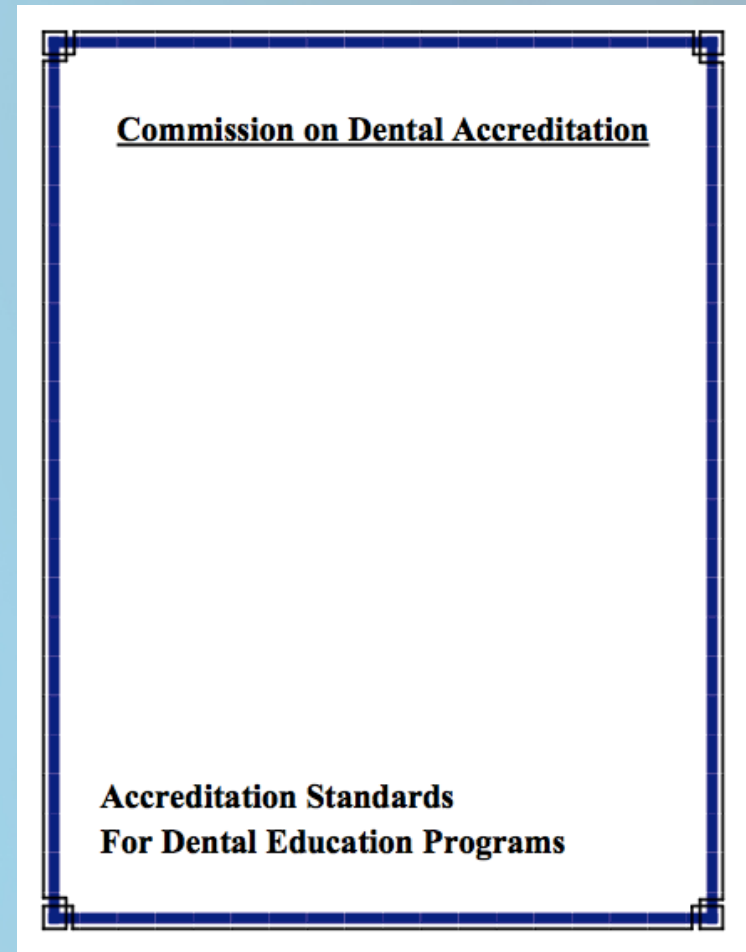 Commission on Dental Accreditation
Accreditation Standards
For Dental Education Programs